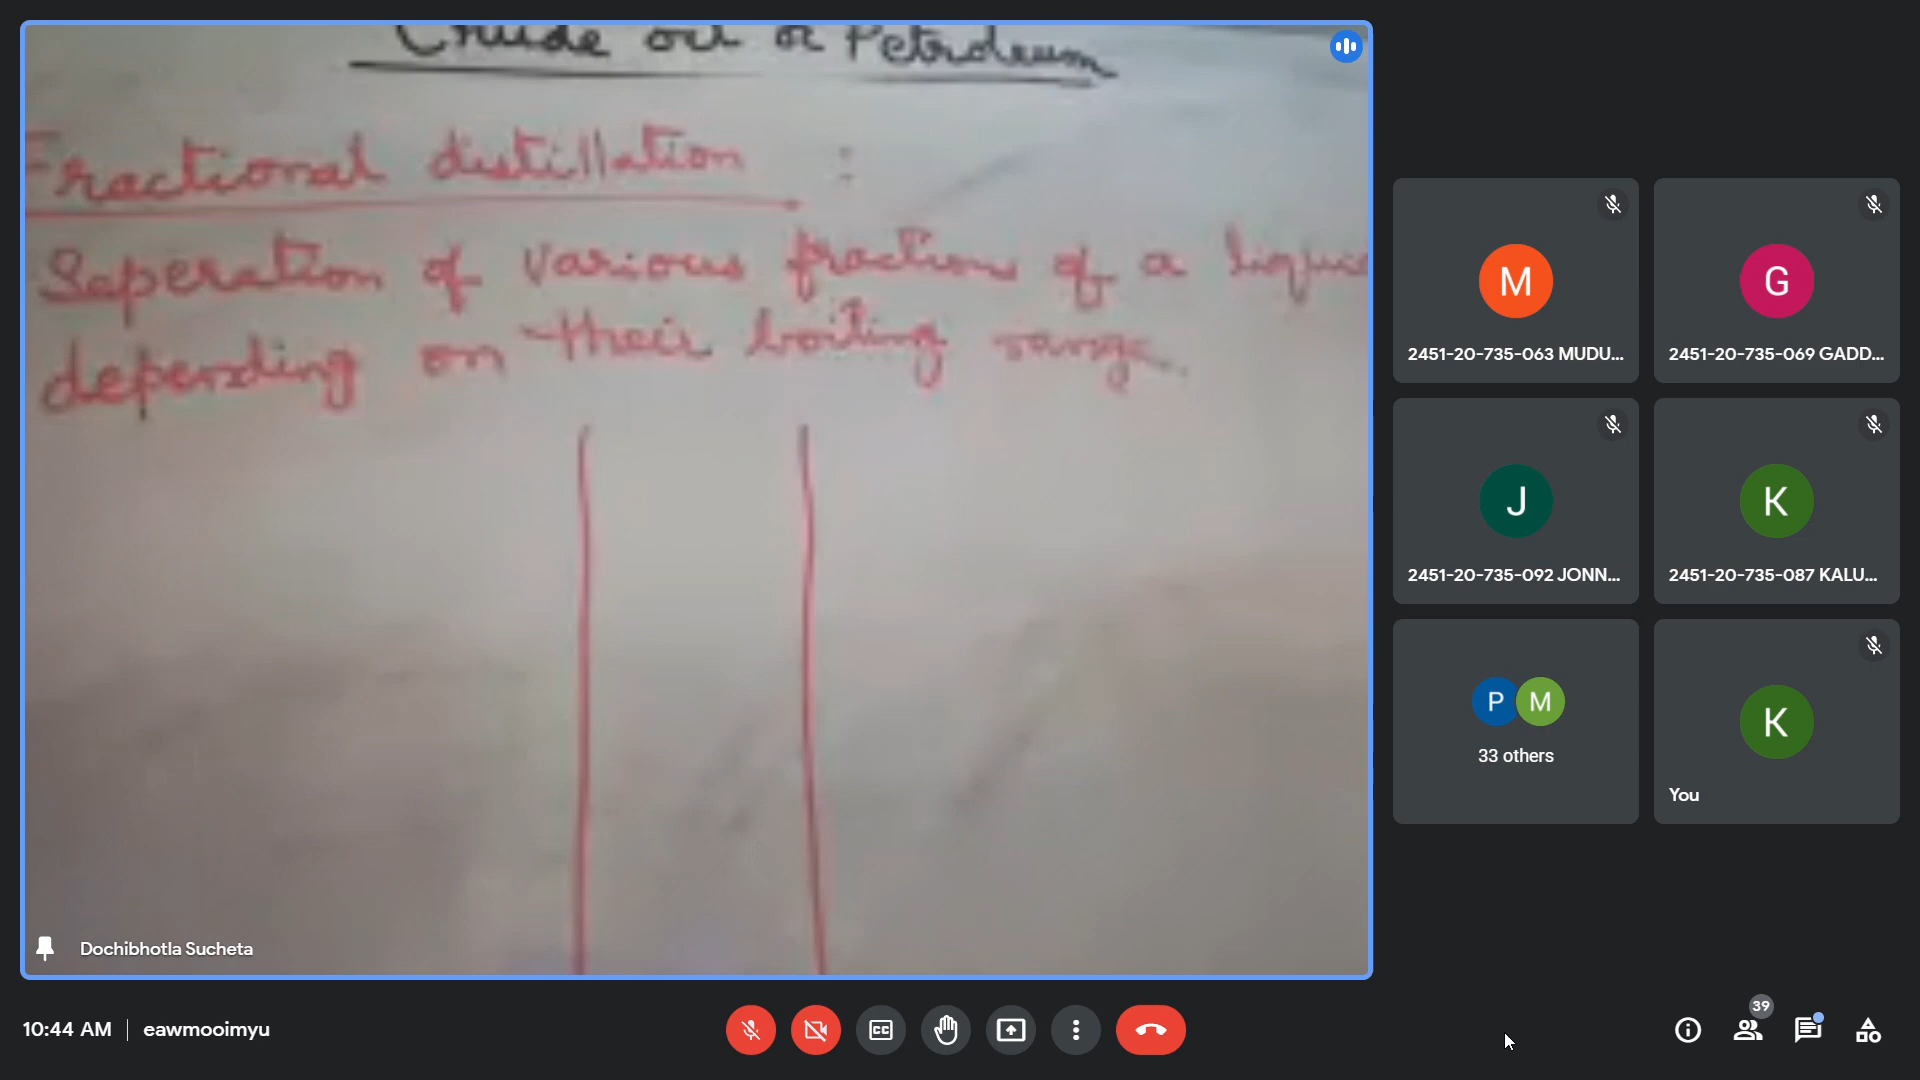 Crude oil or Petroleum
Fractional distillation :
Seperation of various fractions of a liquid
depending on their boiling range.
Dochibhotla Sucheta
M
2451-20-735-063 MUDU...
G
2451-20-735-069 GADD...
J
2451-20-735-092 JONN...
K
2451-20-735-087 KALU...
P M
33 others
K
You
10:44 AM | eawmooimyu
CC
39